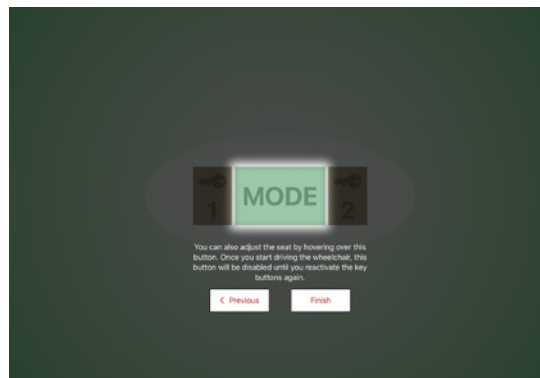 MODE
1
2
You can also adjust the seat by hovering over this
button. Once you start driving the wheelchair, this
button will be disabled until you reactivate the key
buttons again.
< Previous
Finish